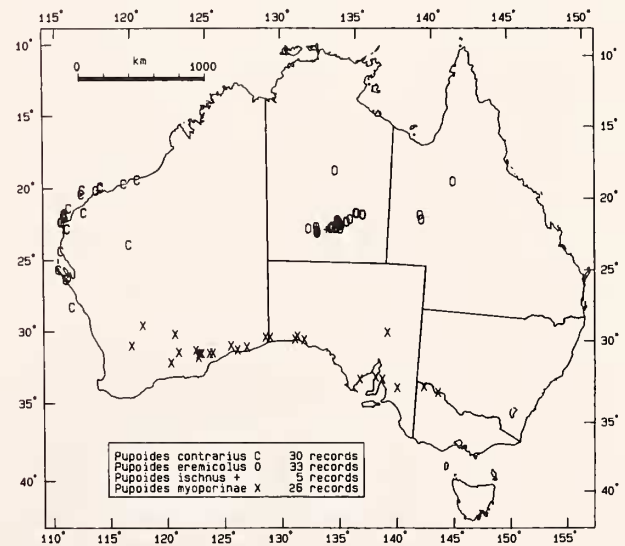 115° 120° 125° 130° 135° 140° 145° 150°
km
0 1000
10° 10°
15° 15°
20° 20°
25° 25°
30° 30°
35° 35°
40° 40°
Pupoides contrarius C 30 records
Pupoides eremicolus O 33 records
Pupoides ischnus + 5 records
Pupoides myoporinae X 26 records
110° 115° 120° 125° 130° 135° 140° 145° 150° 155°